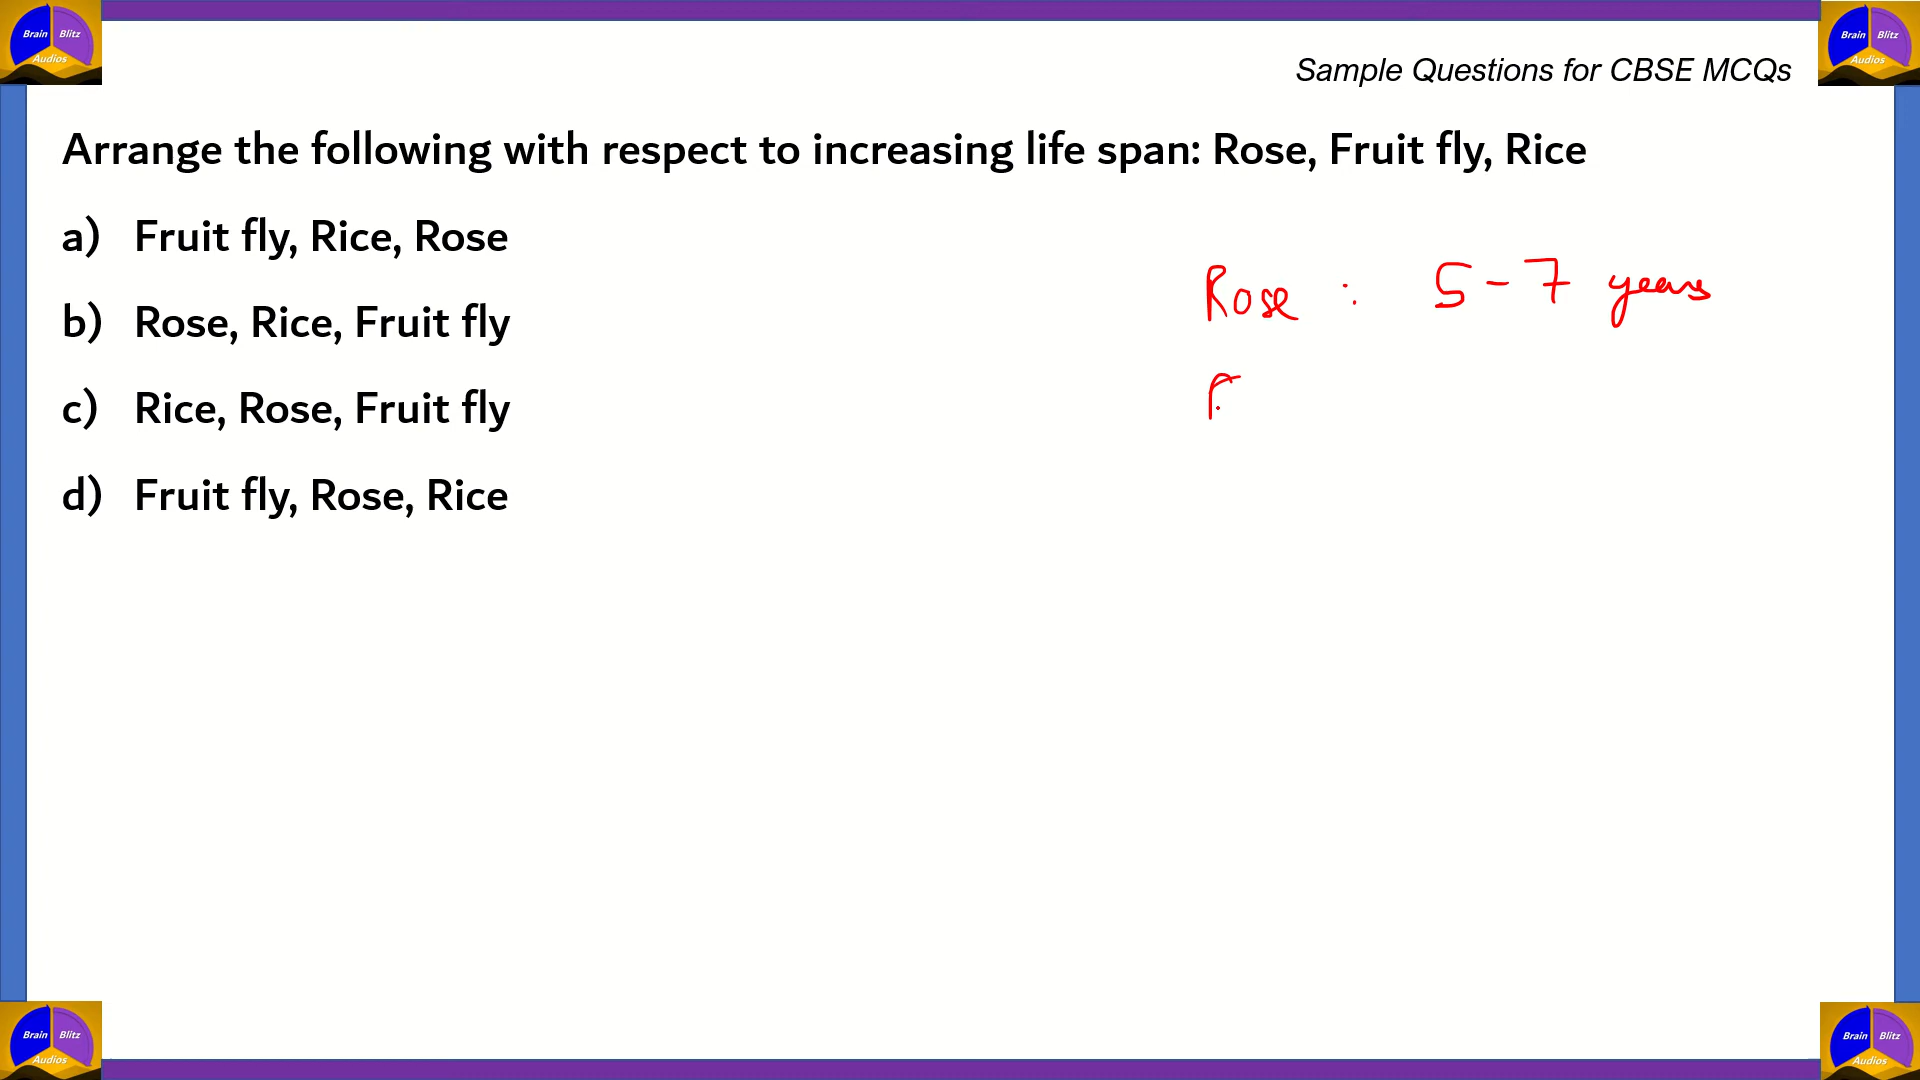 Brain Blitz
Audios
Brain Blitz
Audios
Sample Questions for CBSE MCQs
Arrange the following with respect to increasing life span: Rose, Fruit fly, Rice
a) Fruit fly, Rice, Rose
b) Rose, Rice, Fruit fly
c) Rice, Rose, Fruit fly
d) Fruit fly, Rose, Rice
Rose : 5-7 years
F
Brain Blitz
Audios
Brain Blitz
Audios